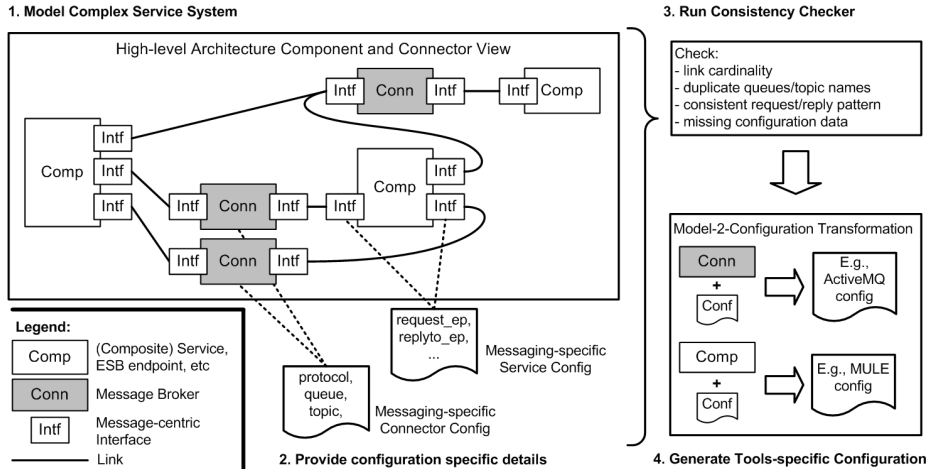 1. Model Complex Service System
High-level Architecture Component and Connector View
Intf
Conn
Intf
Intf
Comp
Comp
Intf
Intf
Intf
Comp
Intf
Intf
Intf
Conn
Intf
Intf
Intf
Conn
Intf
request_ep,
replyto_ep,
...
Messaging-specific
Service Config
protocol,
queue,
topic,
Messaging-specific
Connector Config
Legend:
Comp
(Composite) Service,
ESB endpoint, etc
Conn
Message Broker
Intf
Message-centric
Interface
Link
2. Provide configuration specific details
3. Run Consistency Checker
Check:
- link cardinality
- duplicate queues/topic names
- consistent request/reply pattern
- missing configuration data
Model-2-Configuration Transformation
Conn
+
Conf
E.g.,
ActiveMQ
config
Comp
+
Conf
E.g., MULE
config
4. Generate Tools-specific Configuration